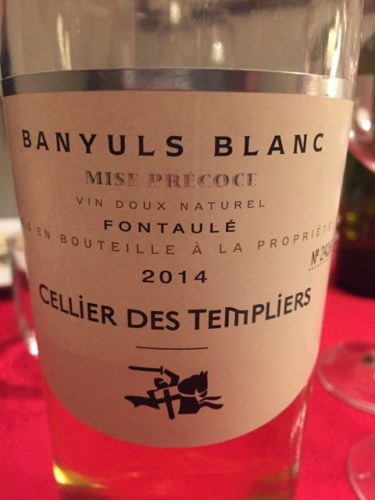 BANYULS BLANC
MISE PRÉCOCE
VIN DOUX NATUREL
FONTAULÉ
EN BOUTEILLE À LA PROPRIÉTÉ
2014
CELLIER DES TEMPLIERS